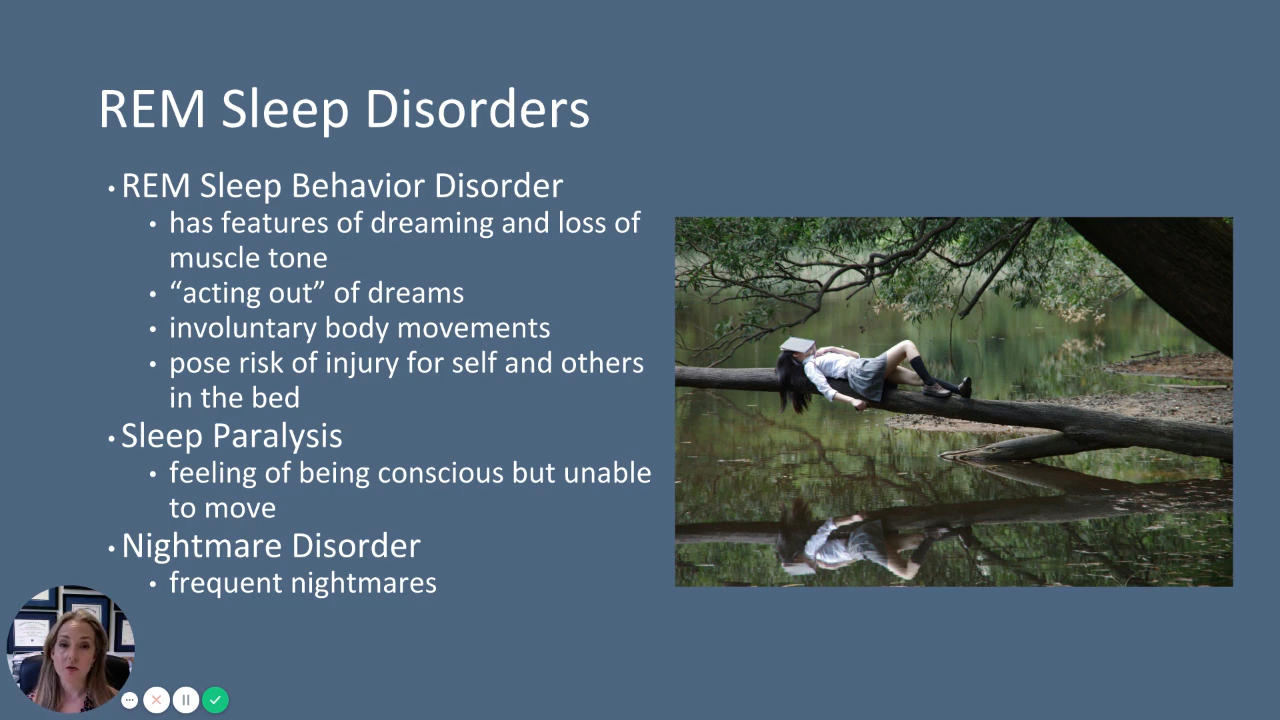 REM Sleep Disorders
• REM Sleep Behavior Disorder
• has features of dreaming and loss of
muscle tone
• “acting out” of dreams
• involuntary body movements
• pose risk of injury for self and others
in the bed
• Sleep Paralysis
• feeling of being conscious but unable
to move
• Nightmare Disorder
• frequent nightmares